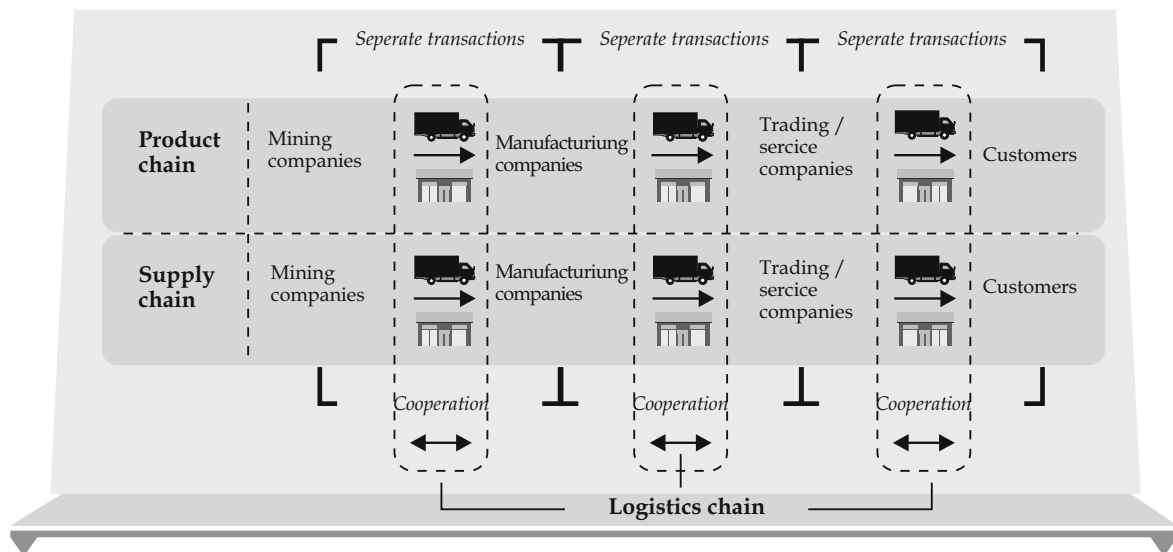 Seperate transactions
Seperate transactions
Seperate transactions
Product
chain
Mining
companies
Manufacturiung
companies
Trading /
sercice
companies
Customers
Supply
chain
Mining
companies
Manufacturiung
companies
Trading /
sercice
companies
Customers
Cooperation
Cooperation
Cooperation
Logistics chain